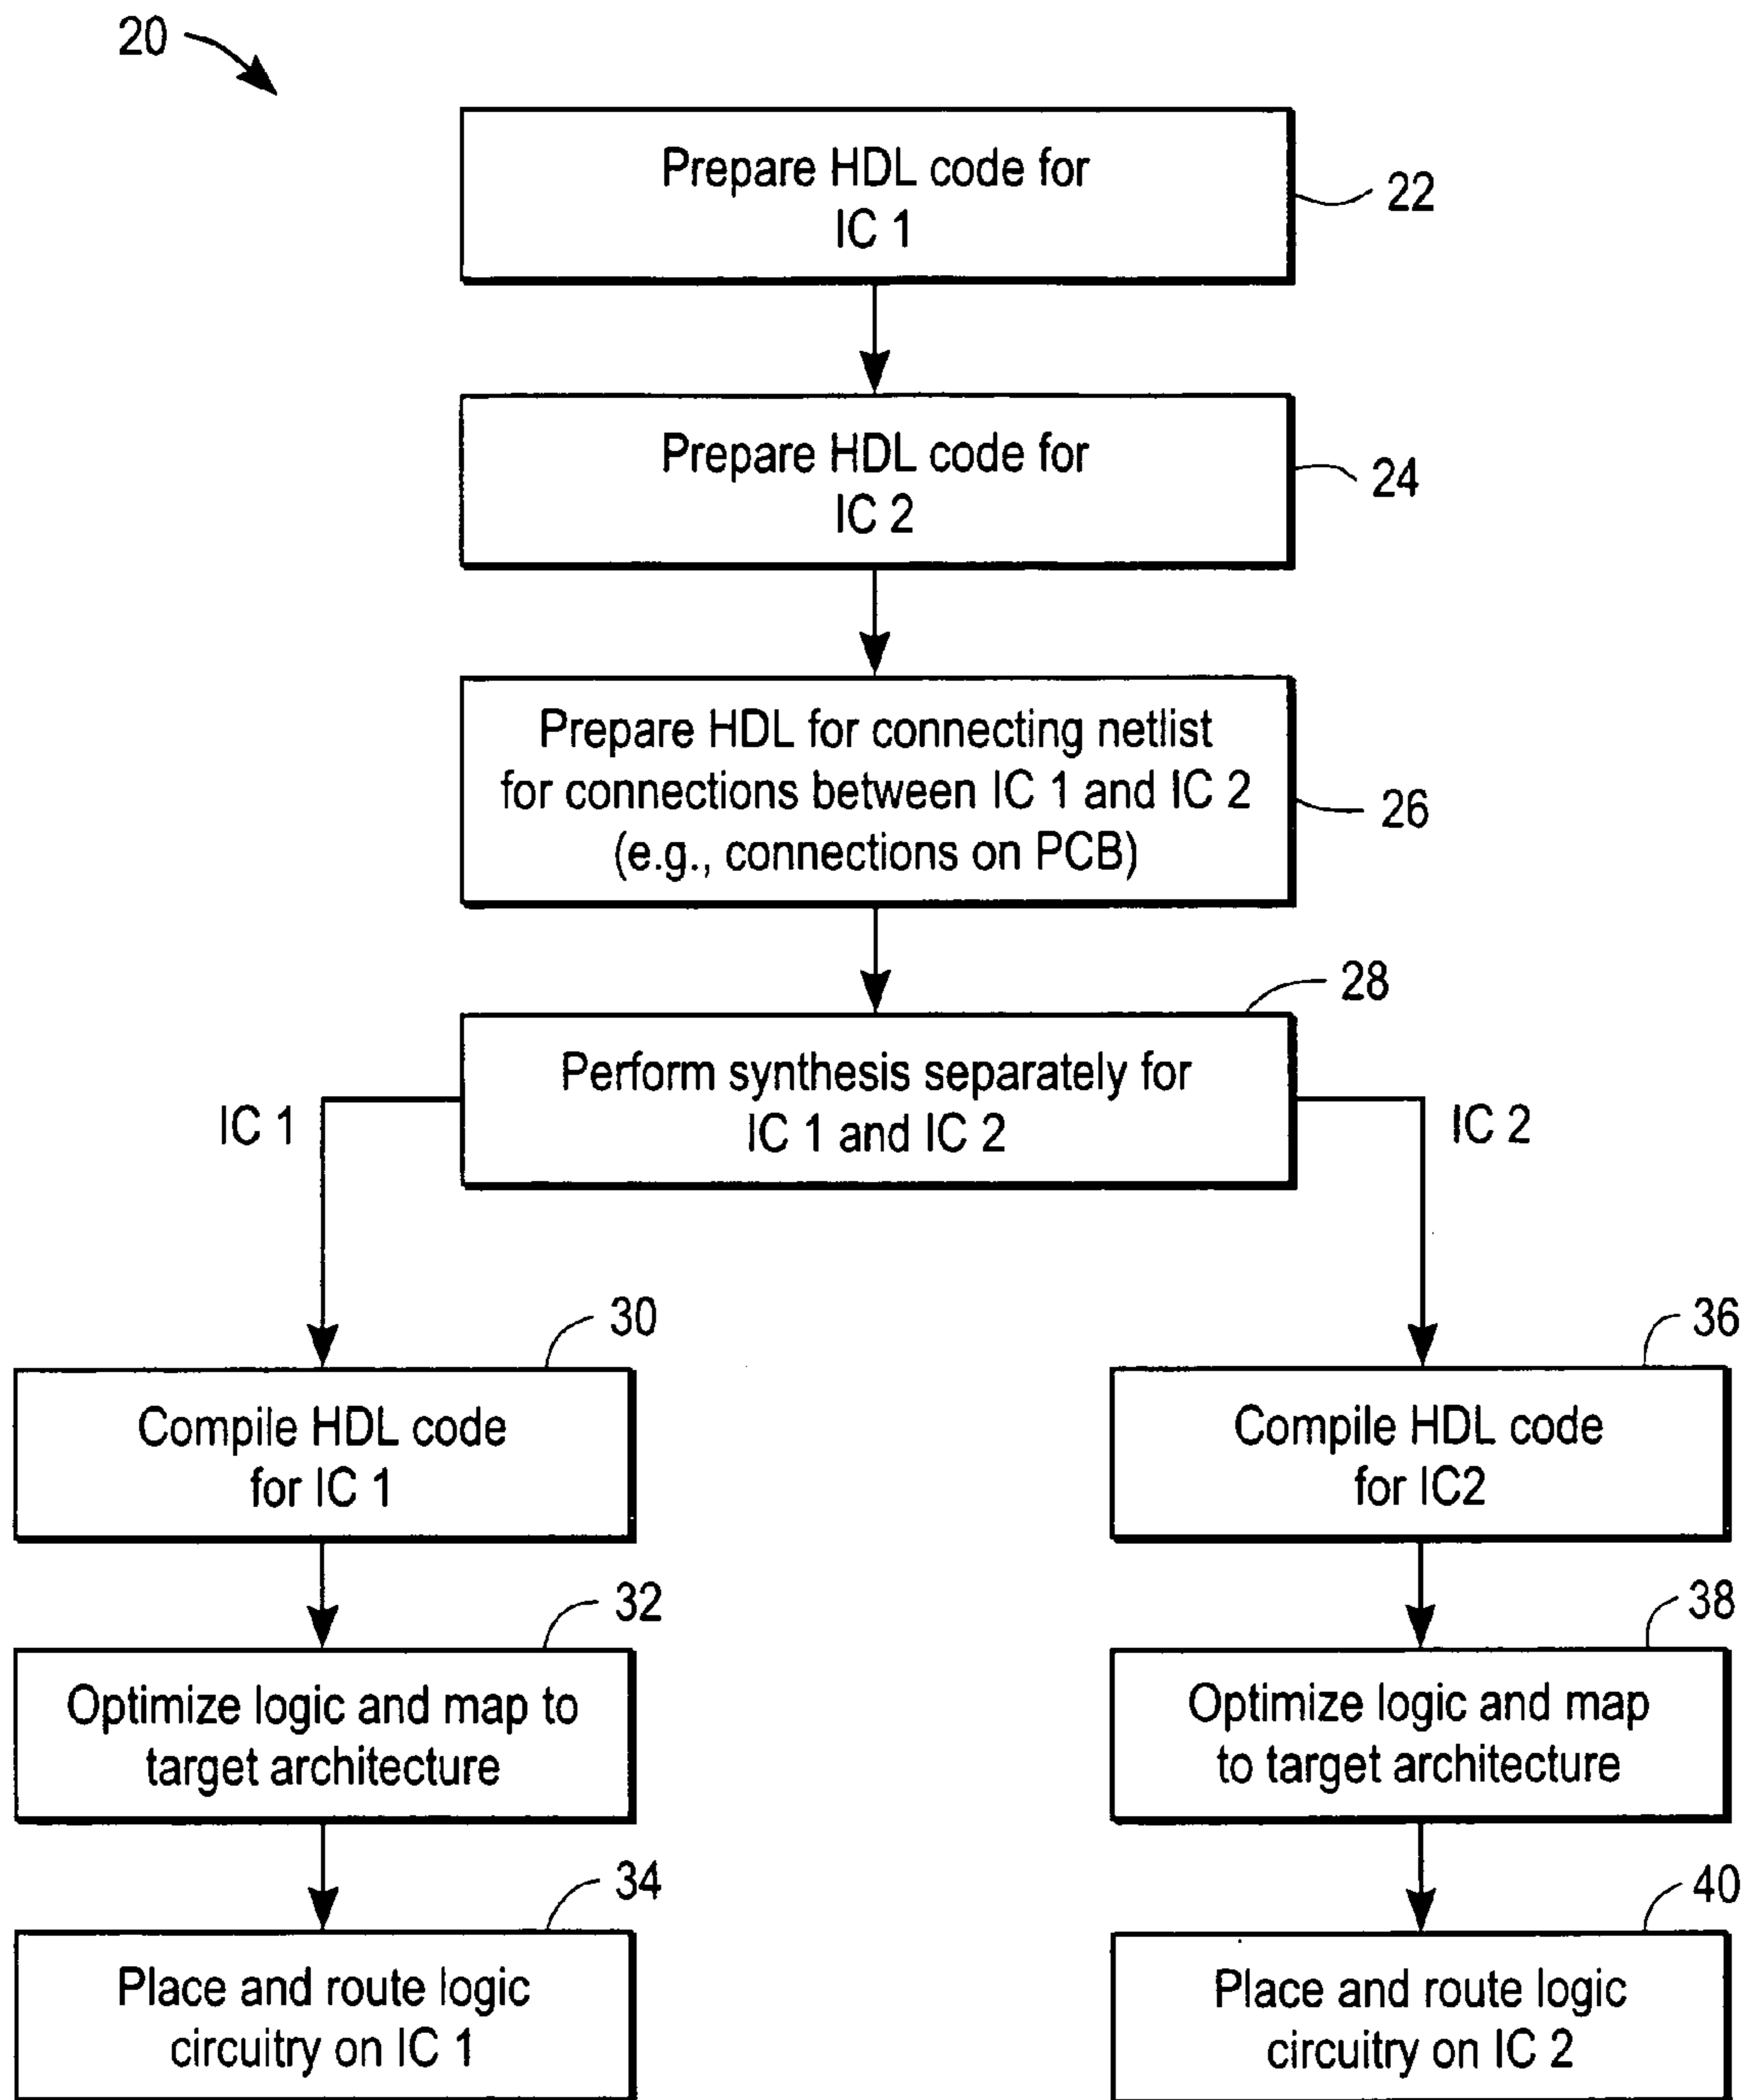 20
Prepare HDL code for
IC 1
22
Prepare HDL code for
IC 2
24
Prepare HDL for connecting netlist
for connections between IC 1 and IC 2
(e.g., connections on PCB)
26
28
Perform synthesis separately for
IC 1 and IC 2
IC 1
IC 2
30
Compile HDL code
for IC 1
36
Compile HDL code
for IC2
32
Optimize logic and map to
target architecture
38
Optimize logic and map
to target architecture
34
Place and route logic
circuitry on IC 1
40
Place and route logic
circuitry on IC 2